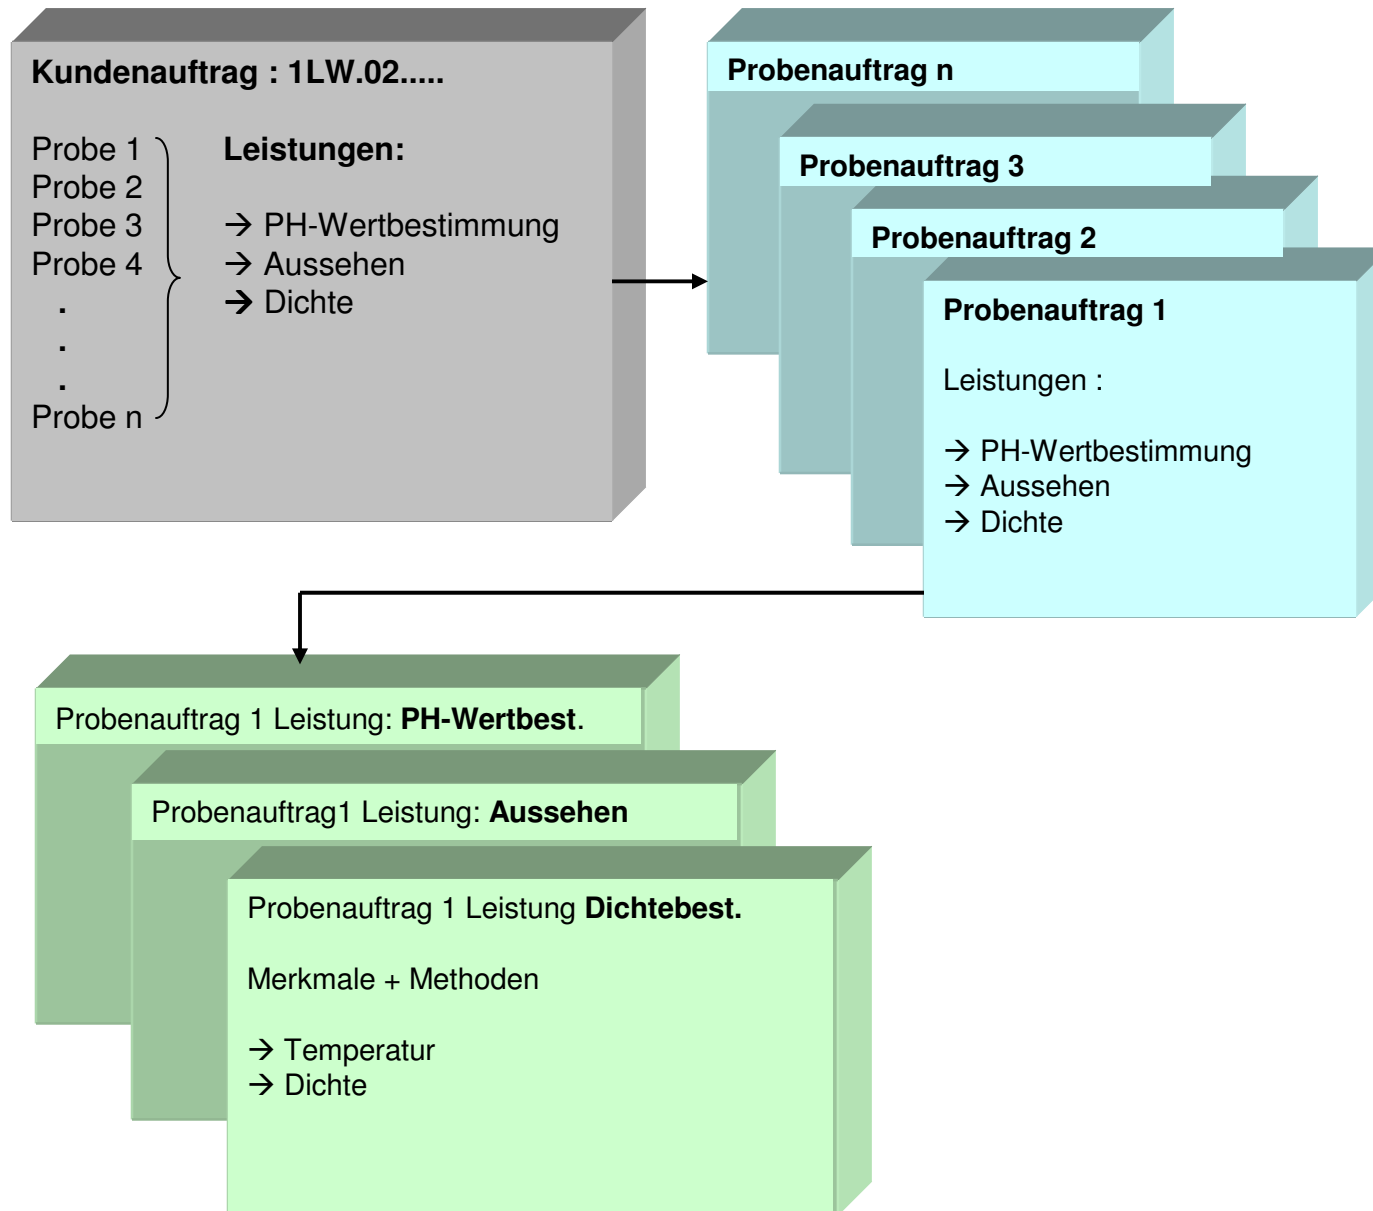 Kundenauftrag : 1LW.02.....
Probe 1
Probe 2
Probe 3
Probe 4
.
.
.
Probe n
Leistungen:
→ PH-Wertbestimmung
→ Aussehen
→ Dichte
Probenauftrag n
Probenauftrag 3
Probenauftrag 2
Probenauftrag 1
Leistungen :
→ PH-Wertbestimmung
→ Aussehen
→ Dichte
Probenauftrag 1 Leistung: PH-Wertbest.
Probenauftrag1 Leistung: Aussehen
Probenauftrag 1 Leistung Dichtebest.
Merkmale + Methoden
→ Temperatur
→ Dichte